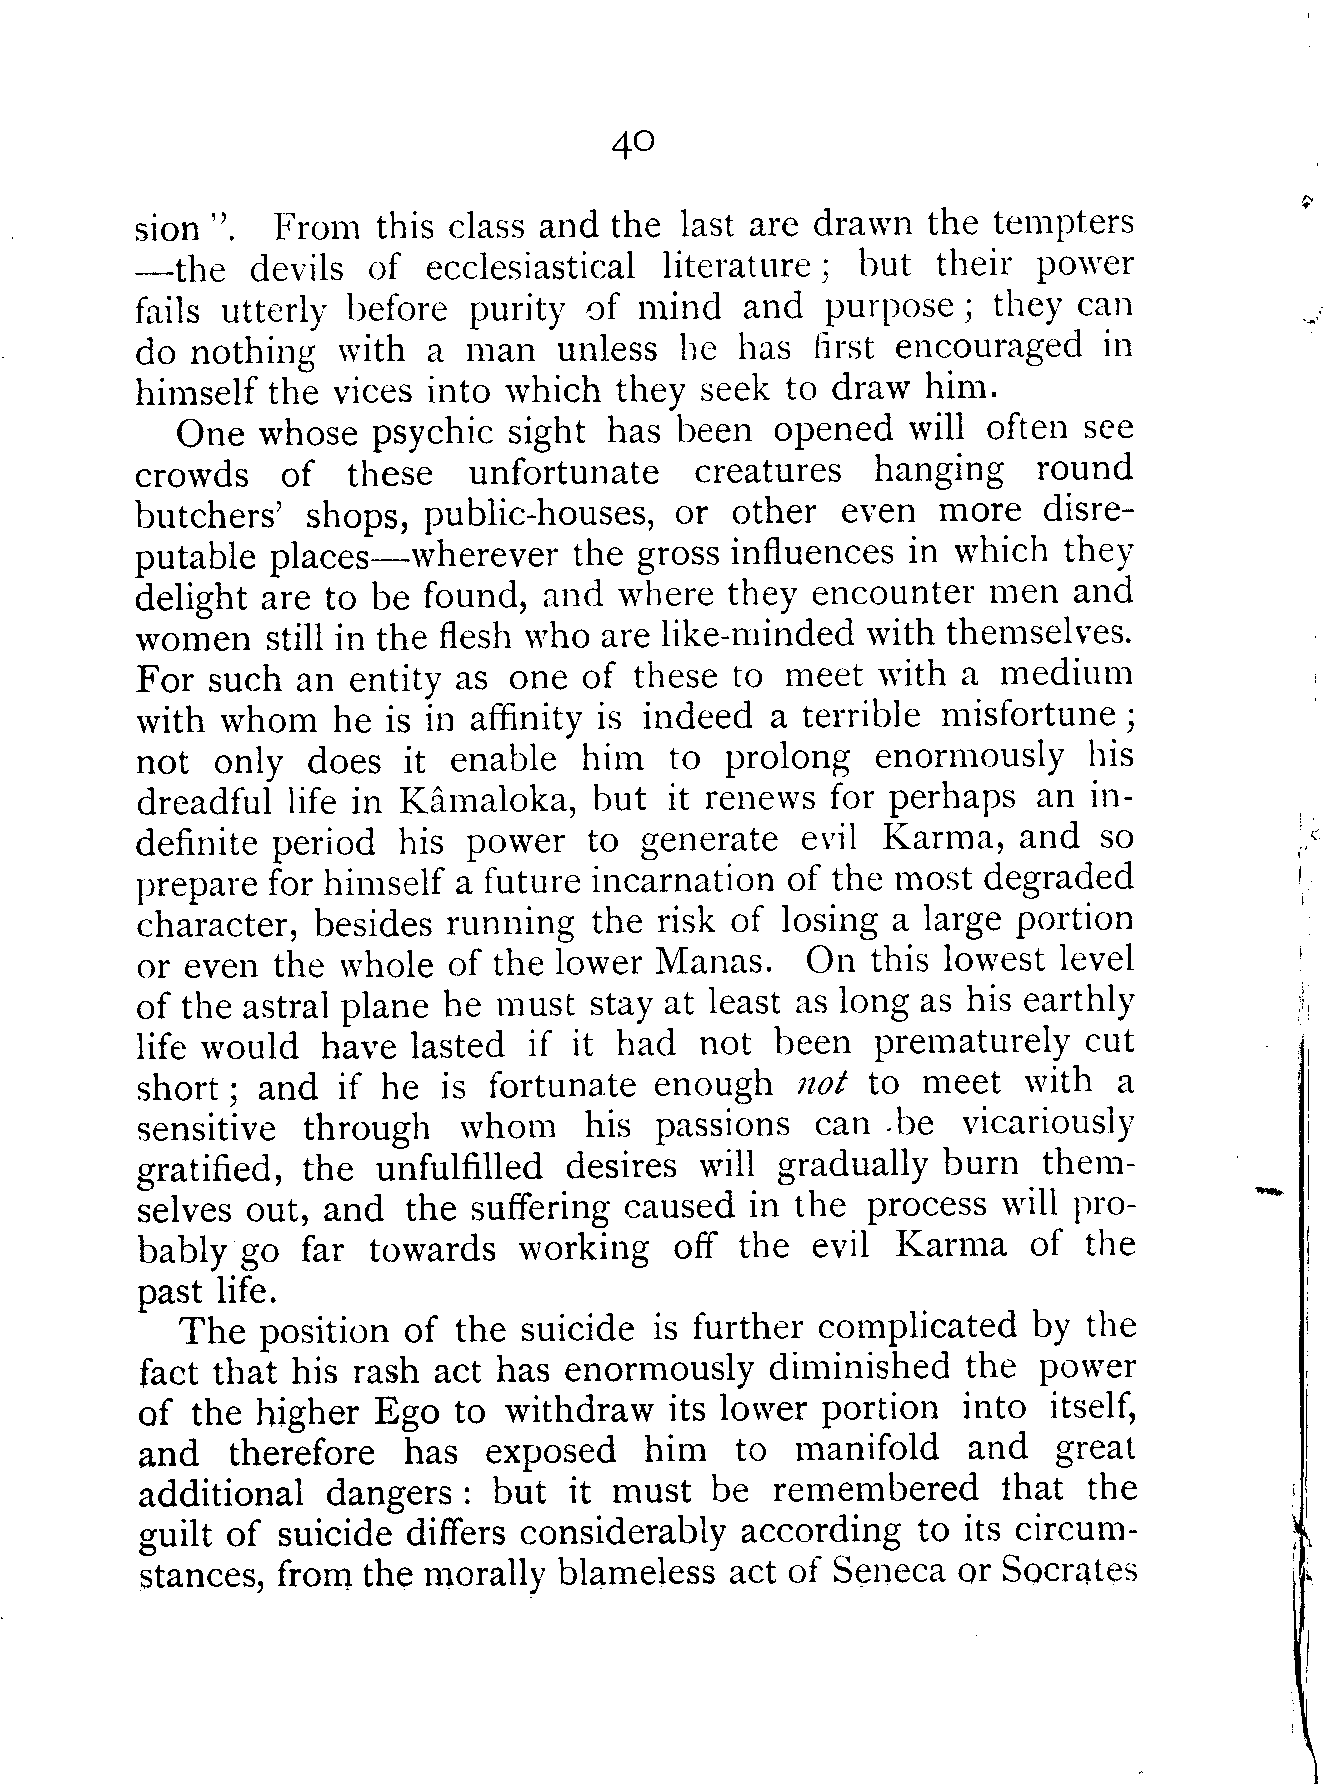 40
sion ". From this class and the last are drawn the tempters
—the devils of ecclesiastical literature ; but their power
fails utterly before purity of mind and purpose ; they can
do nothing with a man unless he has first encouraged in
himself the vices into which they seek to draw him.
One whose psychic sight has been opened will often see
crowds of these unfortunate creatures hanging round
butchers' shops, public-houses, or other even more disre-
putable places—wherever the gross influences in which they
delight are to be found, and where they encounter men and
women still in the flesh who are like-minded with themselves.
For such an entity as one of these to meet with a medium
with whom he is in affinity is indeed a terrible misfortune ;
not only does it enable him to prolong enormously his
dreadful life in Kâmaloka, but it renews for perhaps an in-
definite period his power to generate evil Karma, and so
prepare for himself a future incarnation of the most degraded
character, besides running the risk of losing a large portion
or even the whole of the lower Manas. On this lowest level
of the astral plane he must stay at least as long as his earthly
life would have lasted if it had not been prematurely cut
short ; and if he is fortunate enough not to meet with a
sensitive through whom his passions can be vicariously
gratified, the unfulfilled desires will gradually burn them-
selves out, and the suffering caused in the process will pro-
bably go far towards working off the evil Karma of the
past life.
The position of the suicide is further complicated by the
fact that his rash act has enormously diminished the power
of the higher Ego to withdraw its lower portion into itself,
and therefore has exposed him to manifold and great
additional dangers : but it must be remembered that the
guilt of suicide differs considerably according to its circum-
stances, from the morally blameless act of Seneca or Socrates